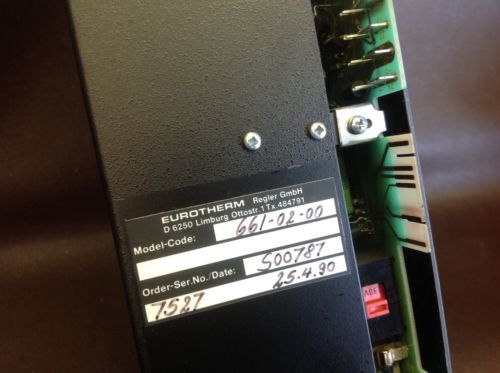 EUROTHERM Regler GmbH
D 6250 Limburg Ottostr.1 Tx.484791
Model-Code: 661-02-00
Order-Ser.No./Date: S00787
7527 25.4.90